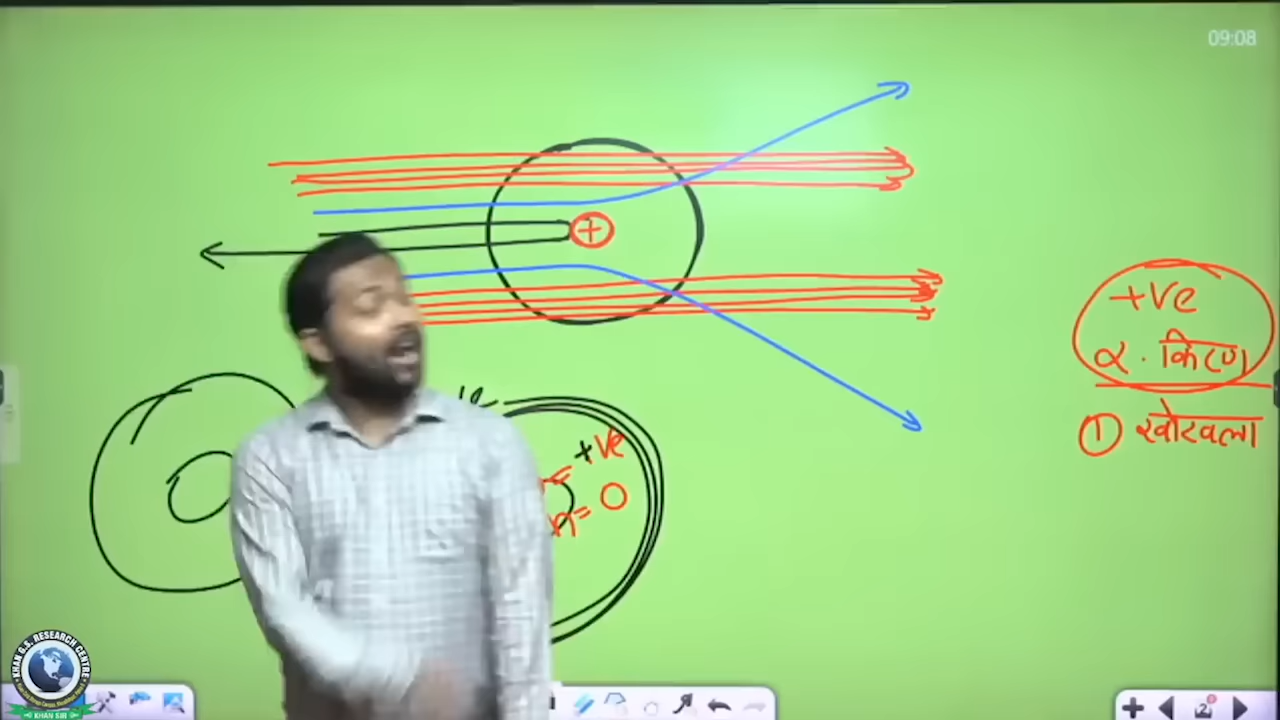 09:08
+
+ve
α. किरण
① खोखला
e-
+ve
n = 0
KHAN G.S. RESEARCH CENTRE
KHAN SIR